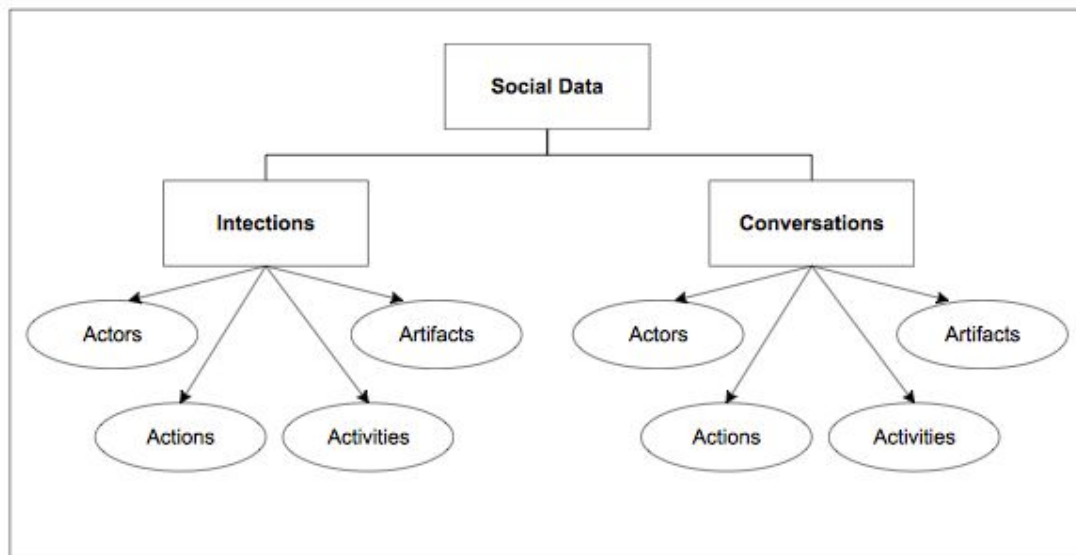 Social Data
Intections
Conversations
Actors
Artifacts
Actors
Artifacts
Actions
Activities
Actions
Activities